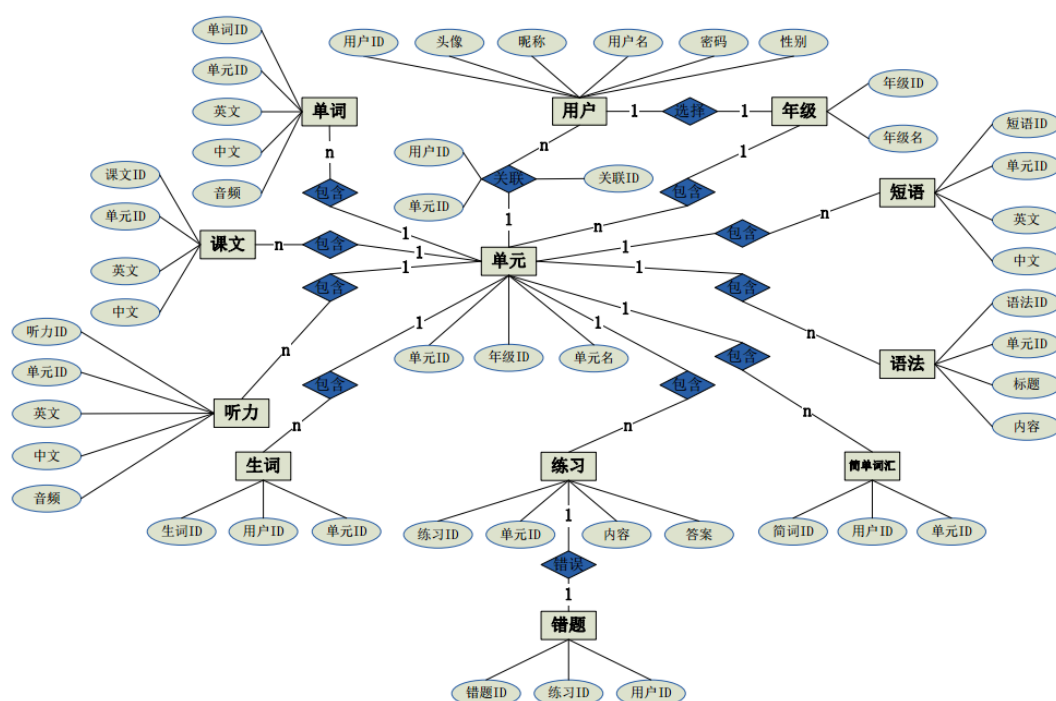 单词ID
单元ID
英文
中文
音频
单词
n
包含
1
用户ID
头像
昵称
用户名
密码
性别
用户
1
选择
1
年级
年级ID
年级名
1
包含
n
n
用户ID
单元ID
关联
关联ID
1
短语ID
单元ID
英文
中文
短语
n
包含
1
课文ID
单元ID
英文
中文
课文
n
包含
1
单元
单元ID
年级ID
单元名
1
包含
n
听力ID
单元ID
英文
中文
音频
听力
1
包含
n
语法
语法ID
单元ID
标题
内容
1
包含
n
生词
生词ID
用户ID
单元ID
1
包含
n
练习
练习ID
单元ID
内容
答案
1
包含
n
简单词汇
简词ID
用户ID
单元ID
1
错误
1
错题
错题ID
练习ID
用户ID